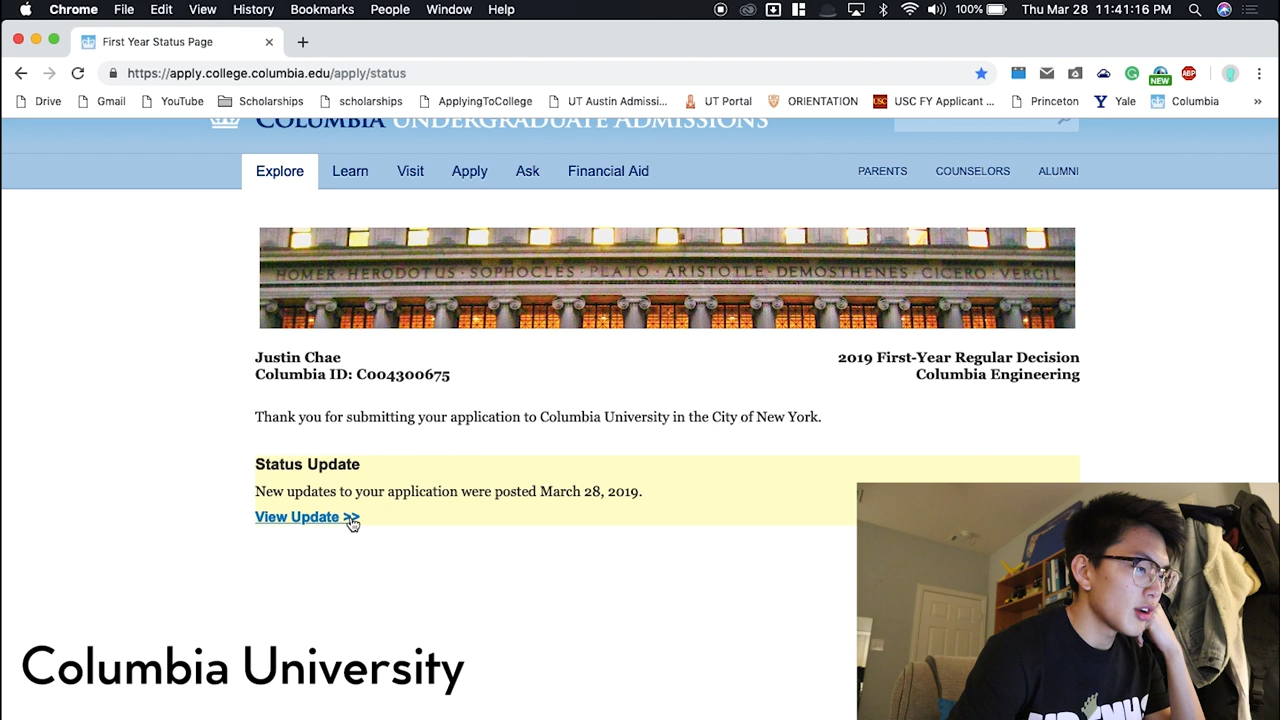 Chrome File Edit View History Bookmarks People Window Help 100% Thu Mar 28 11:41:16 PM
First Year Status Page
https://apply.college.columbia.edu/apply/status
NEW ABP
Drive Gmail YouTube Scholarships scholarships ApplyingToCollege UT Austin Admissi... UT Portal ORIENTATION USC FY Applicant ... Princeton Yale Columbia »
COLUMBIA UNDERGRADUATE ADMISSIONS
Explore Learn Visit Apply Ask Financial Aid PARENTS COUNSELORS ALUMNI
HOMER · HERODOTUS · SOPHOCLES · PLATO · ARISTOTLE · DEMOSTHENES · CICERO · VERGIL
Justin Chae 2019 First-Year Regular Decision
Columbia ID: C004300675 Columbia Engineering
Thank you for submitting your application to Columbia University in the City of New York.
Status Update
New updates to your application were posted March 28, 2019.
View Update >>
Columbia University